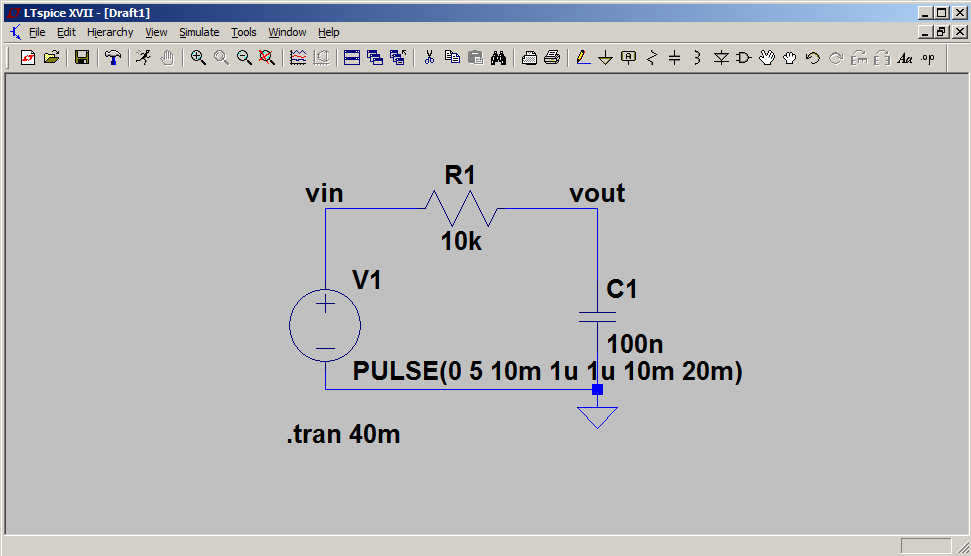 LTspice XVII - [Draft1]
File Edit Hierarchy View Simulate Tools Window Help
Aa .op
R1
vin
vout
10k
V1
C1
100n
PULSE(0 5 10m 1u 1u 10m 20m)
.tran 40m